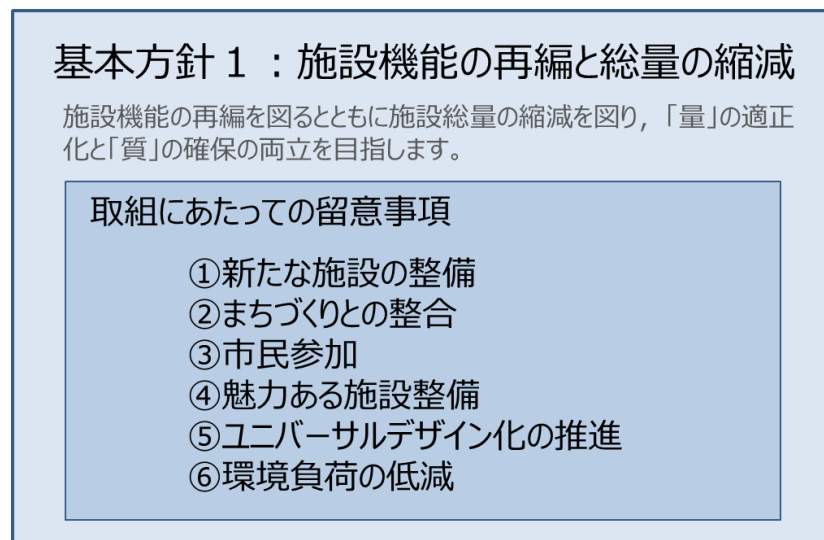 基本方針1：施設機能の再編と総量の縮減
施設機能の再編を図るとともに施設総量の縮減を図り，「量」の適正
化と「質」の確保の両立を目指します。
取組にあたっての留意事項
①新たな施設の整備
②まちづくりとの整合
③市民参加
④魅力ある施設整備
⑤ユニバーサルデザイン化の推進
⑥環境負荷の低減